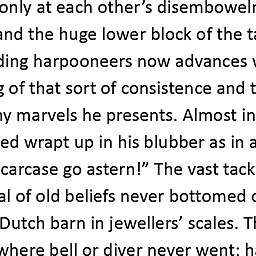 only at each other’s disembowelm
and the huge lower block of the ta
ding harpooneers now advances w
g of that sort of consistence and t
ny marvels he presents. Almost in
ed wrapt up in his blubber as in a
carcase go astern!” The vast tack
al of old beliefs never bottomed o
Dutch barn in jewellers’ scales. Th
where bell or diver never went; ha